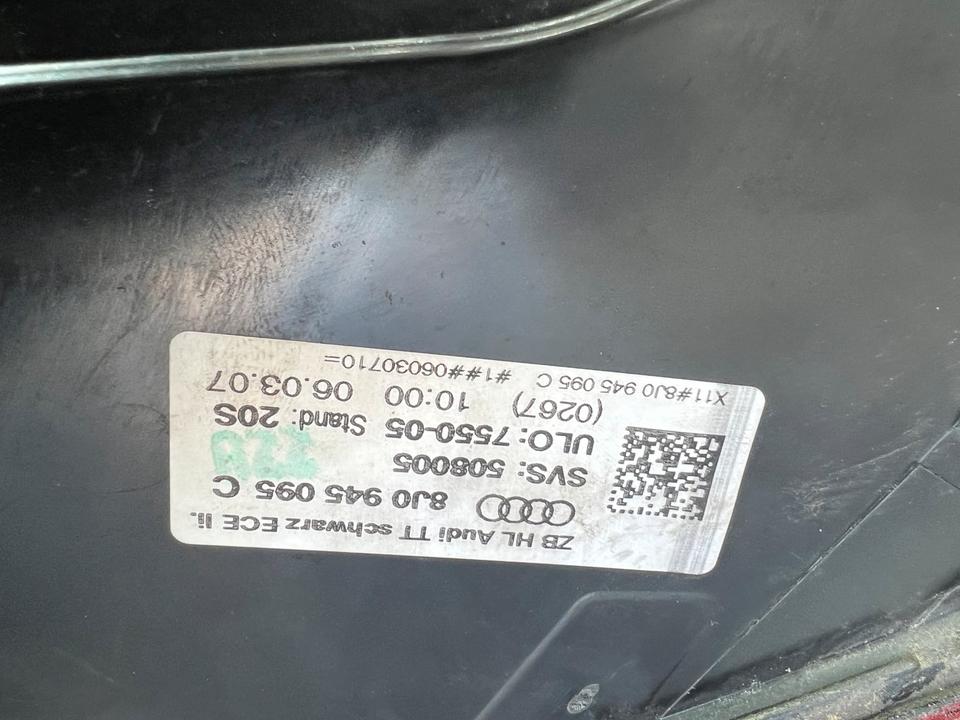 ZB HL Audi TT schwarz ECE li.
8J0 945 095 C
SVS: 508005
ULO: 7550-05 Stand: 20S
(0267) 10:00 06.03.07
X11#8J0 945 095 C #1##06030710=